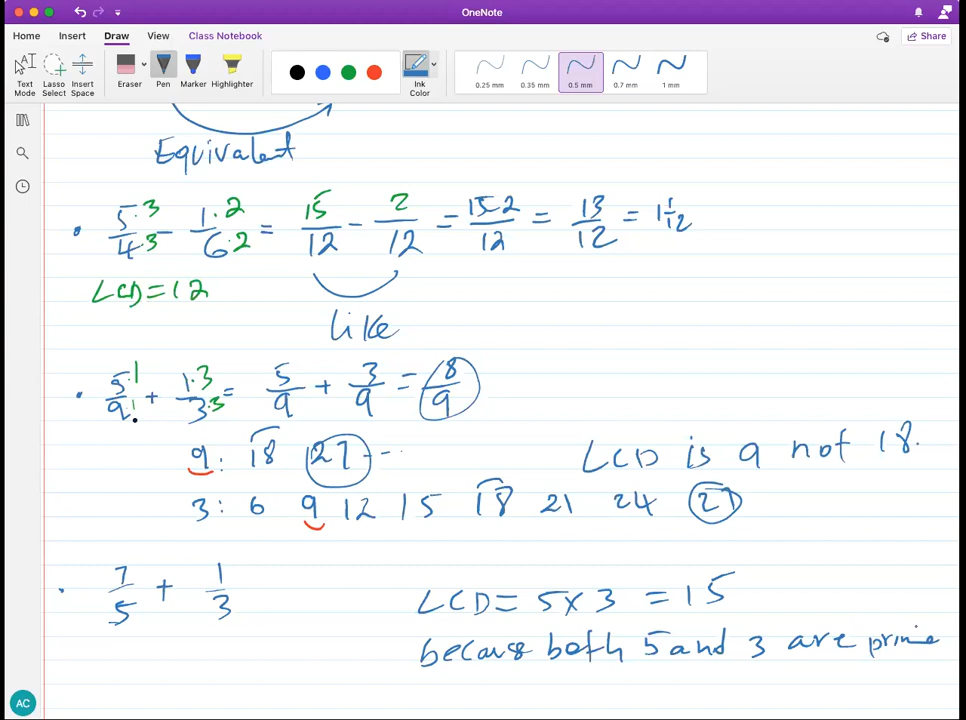 OneNote
Home Insert Draw View Class Notebook Share
Text Mode Lasso Select Insert Space Eraser Pen Marker Highlighter Ink Color 0.25 mm 0.35 mm 0.5 mm 0.7 mm 1 mm
Equivalent
• 5·3/4·3 - 1·2/6·2 = 15/12 - 2/12 = 15-2/12 = 13/12 = 1 1/12
LCD=12
like
• 5·1/9·1 + 1·3/3·3 = 5/9 + 3/9 = 8/9
9: 18 27 --
LCD is 9 not 18.
3: 6 9 12 15 18 21 24 27
• 7/5 + 1/3
LCD= 5×3 = 15
because both 5 and 3 are prime
AC